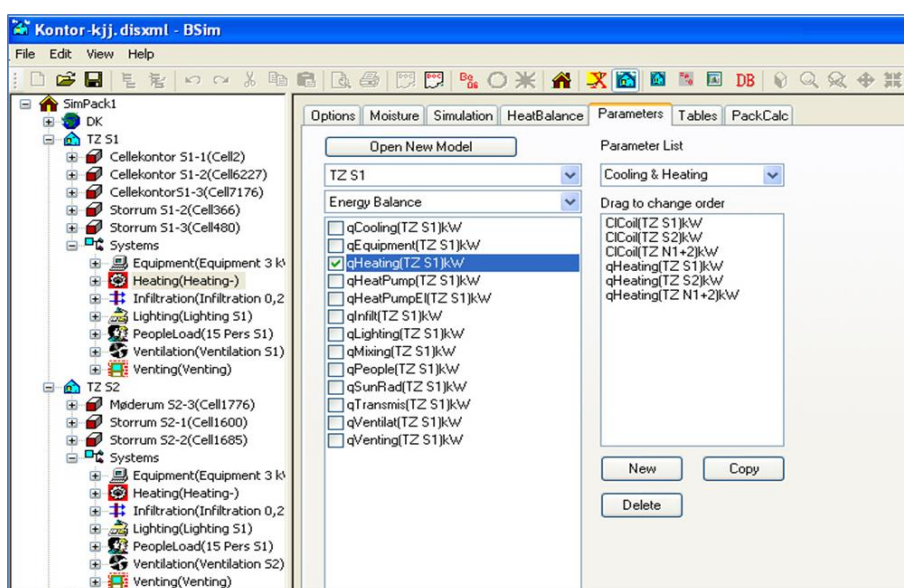 Kontor-kjj.disxml - BSim
File Edit View Help
Bq Gs DB
SimPack1
DK
TZ S1
Cellekontor S1-1(Cell2)
Cellekontor S1-2(Cell6227)
CellekontorS1-3(Cell7176)
Storrum S1-2(Cell366)
Storrum S1-3(Cell480)
Systems
Equipment(Equipment 3 k
Heating(Heating-)
Infiltration(Infiltration 0,2
Lighting(Lighting S1)
PeopleLoad(15 Pers S1)
Ventilation(Ventilation S1)
Venting(Venting)
TZ S2
Møderum S2-3(Cell1776)
Storrum S2-1(Cell1600)
Storrum S2-2(Cell1685)
Systems
Equipment(Equipment 3 k
Heating(Heating-)
Infiltration(Infiltration 0,2
Lighting(Lighting S1)
PeopleLoad(15 Pers S1)
Ventilation(Ventilation S2)
Venting(Venting)
Options Moisture Simulation HeatBalance Parameters Tables PackCalc
Open New Model
TZ S1
Energy Balance
qCooling(TZ S1)kW
qEquipment(TZ S1)kW
qHeating(TZ S1)kW
qHeatPump(TZ S1)kW
qHeatPumpEl(TZ S1)kW
qInfilt(TZ S1)kW
qLighting(TZ S1)kW
qMixing(TZ S1)kW
qPeople(TZ S1)kW
qSunRad(TZ S1)kW
qTransmis(TZ S1)kW
qVentilat(TZ S1)kW
qVenting(TZ S1)kW
Parameter List
Cooling & Heating
Drag to change order
ClCoil(TZ S1)kW
ClCoil(TZ S2)kW
ClCoil(TZ N1+2)kW
qHeating(TZ S1)kW
qHeating(TZ S2)kW
qHeating(TZ N1+2)kW
New Copy
Delete